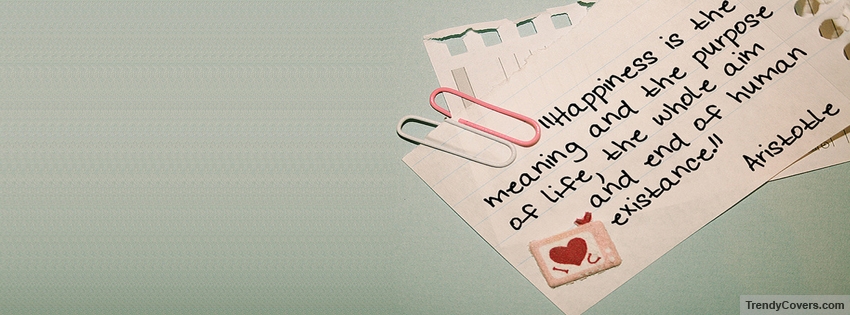 "Happiness is the
meaning and the purpose
of life, the whole aim
and end of human
existance."
Aristotle
I
U
TrendyCovers.com